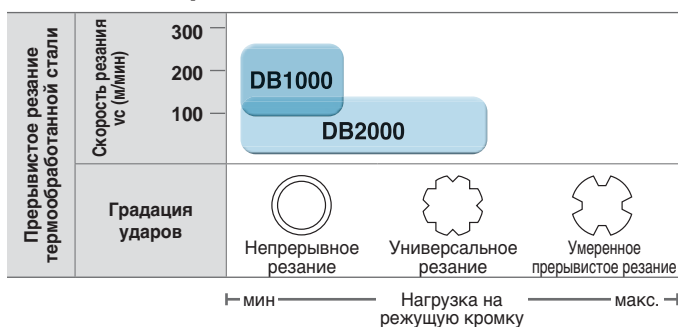 Прерывистое резание
термообработанной стали
Скорость резания
vc (м/мин)
300
200
100
DB1000
DB2000
Градация
ударов
Непрерывное
резание
Универсальное
резание
Умеренное
прерывистое резание
мин
Нагрузка на
режущую кромку
макс.